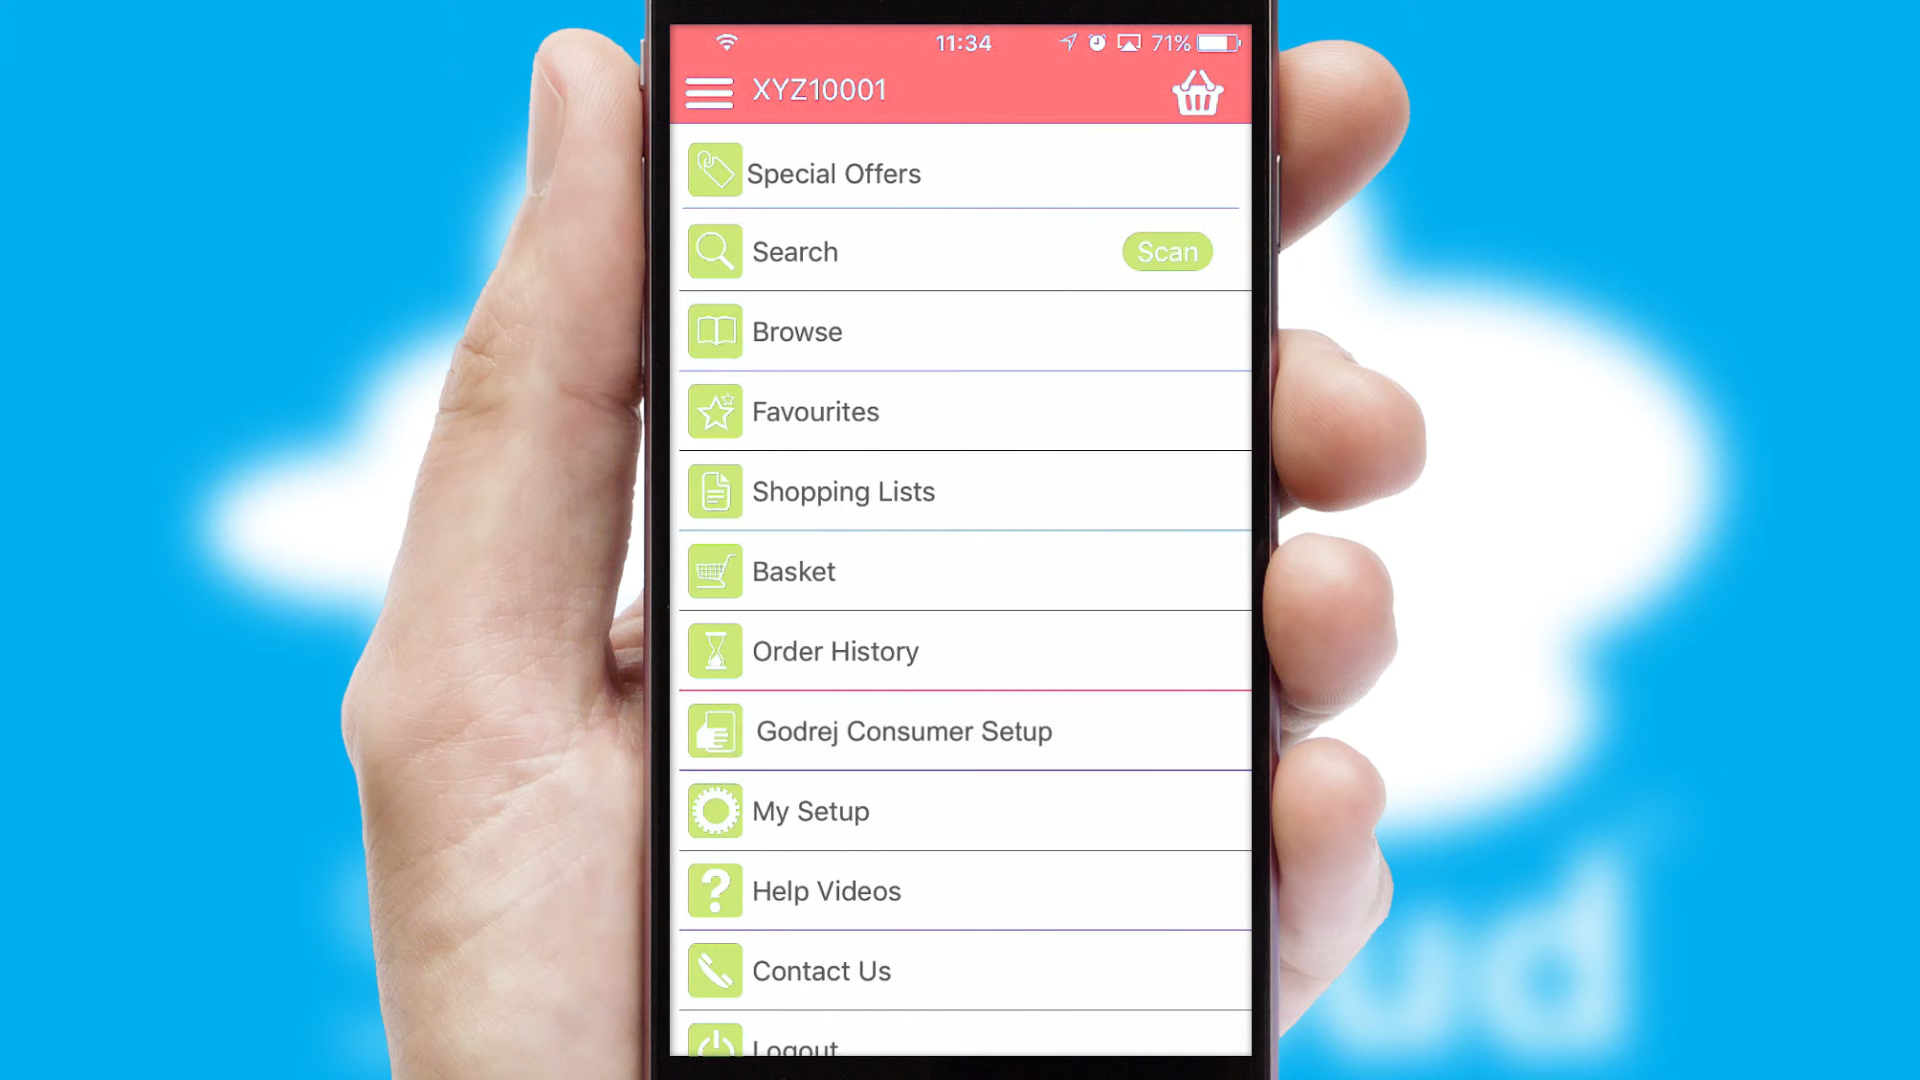 11:34 71%
XYZ10001
Special Offers
Search Scan
Browse
Favourites
Shopping Lists
Basket
Order History
Godrej Consumer Setup
My Setup
Help Videos
Contact Us
Logout